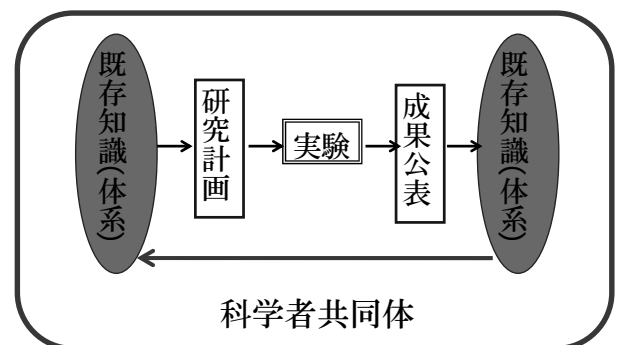 既存知識(体系)
研究計画
実験
成果公表
既存知識(体系)
科学者共同体